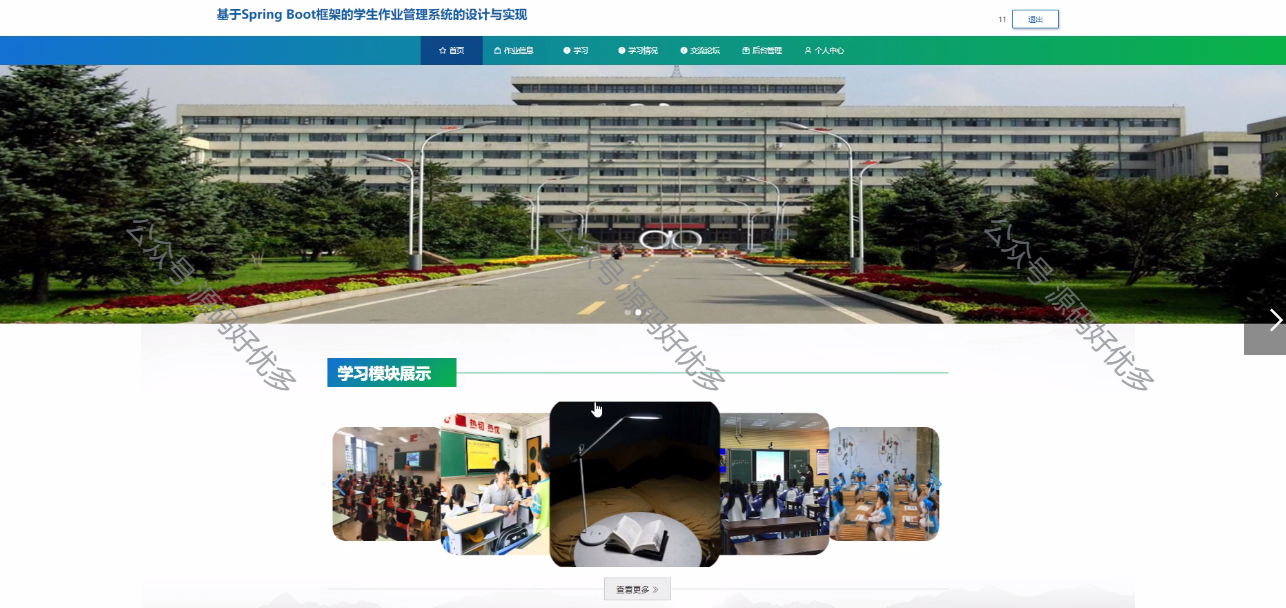 基于Spring Boot框架的学生作业管理系统的设计与实现
11 退出
首页 作业信息 学习 学习情况 交流论坛 后台管理 个人中心
公众号 源码好优多
公众号 源码好优多
公众号 源码好优多
学习模块展示
查看更多